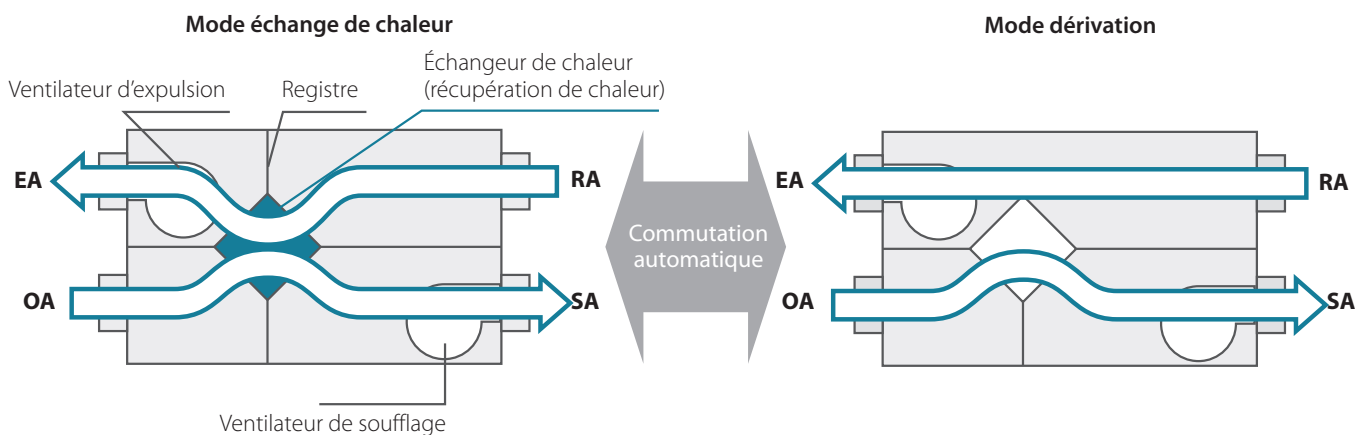 Mode échange de chaleur
Mode dérivation
Échangeur de chaleur
(récupération de chaleur)
Ventilateur d’expulsion
Registre
EA
RA
EA
RA
Commutation
automatique
OA
SA
OA
SA
Ventilateur de soufflage